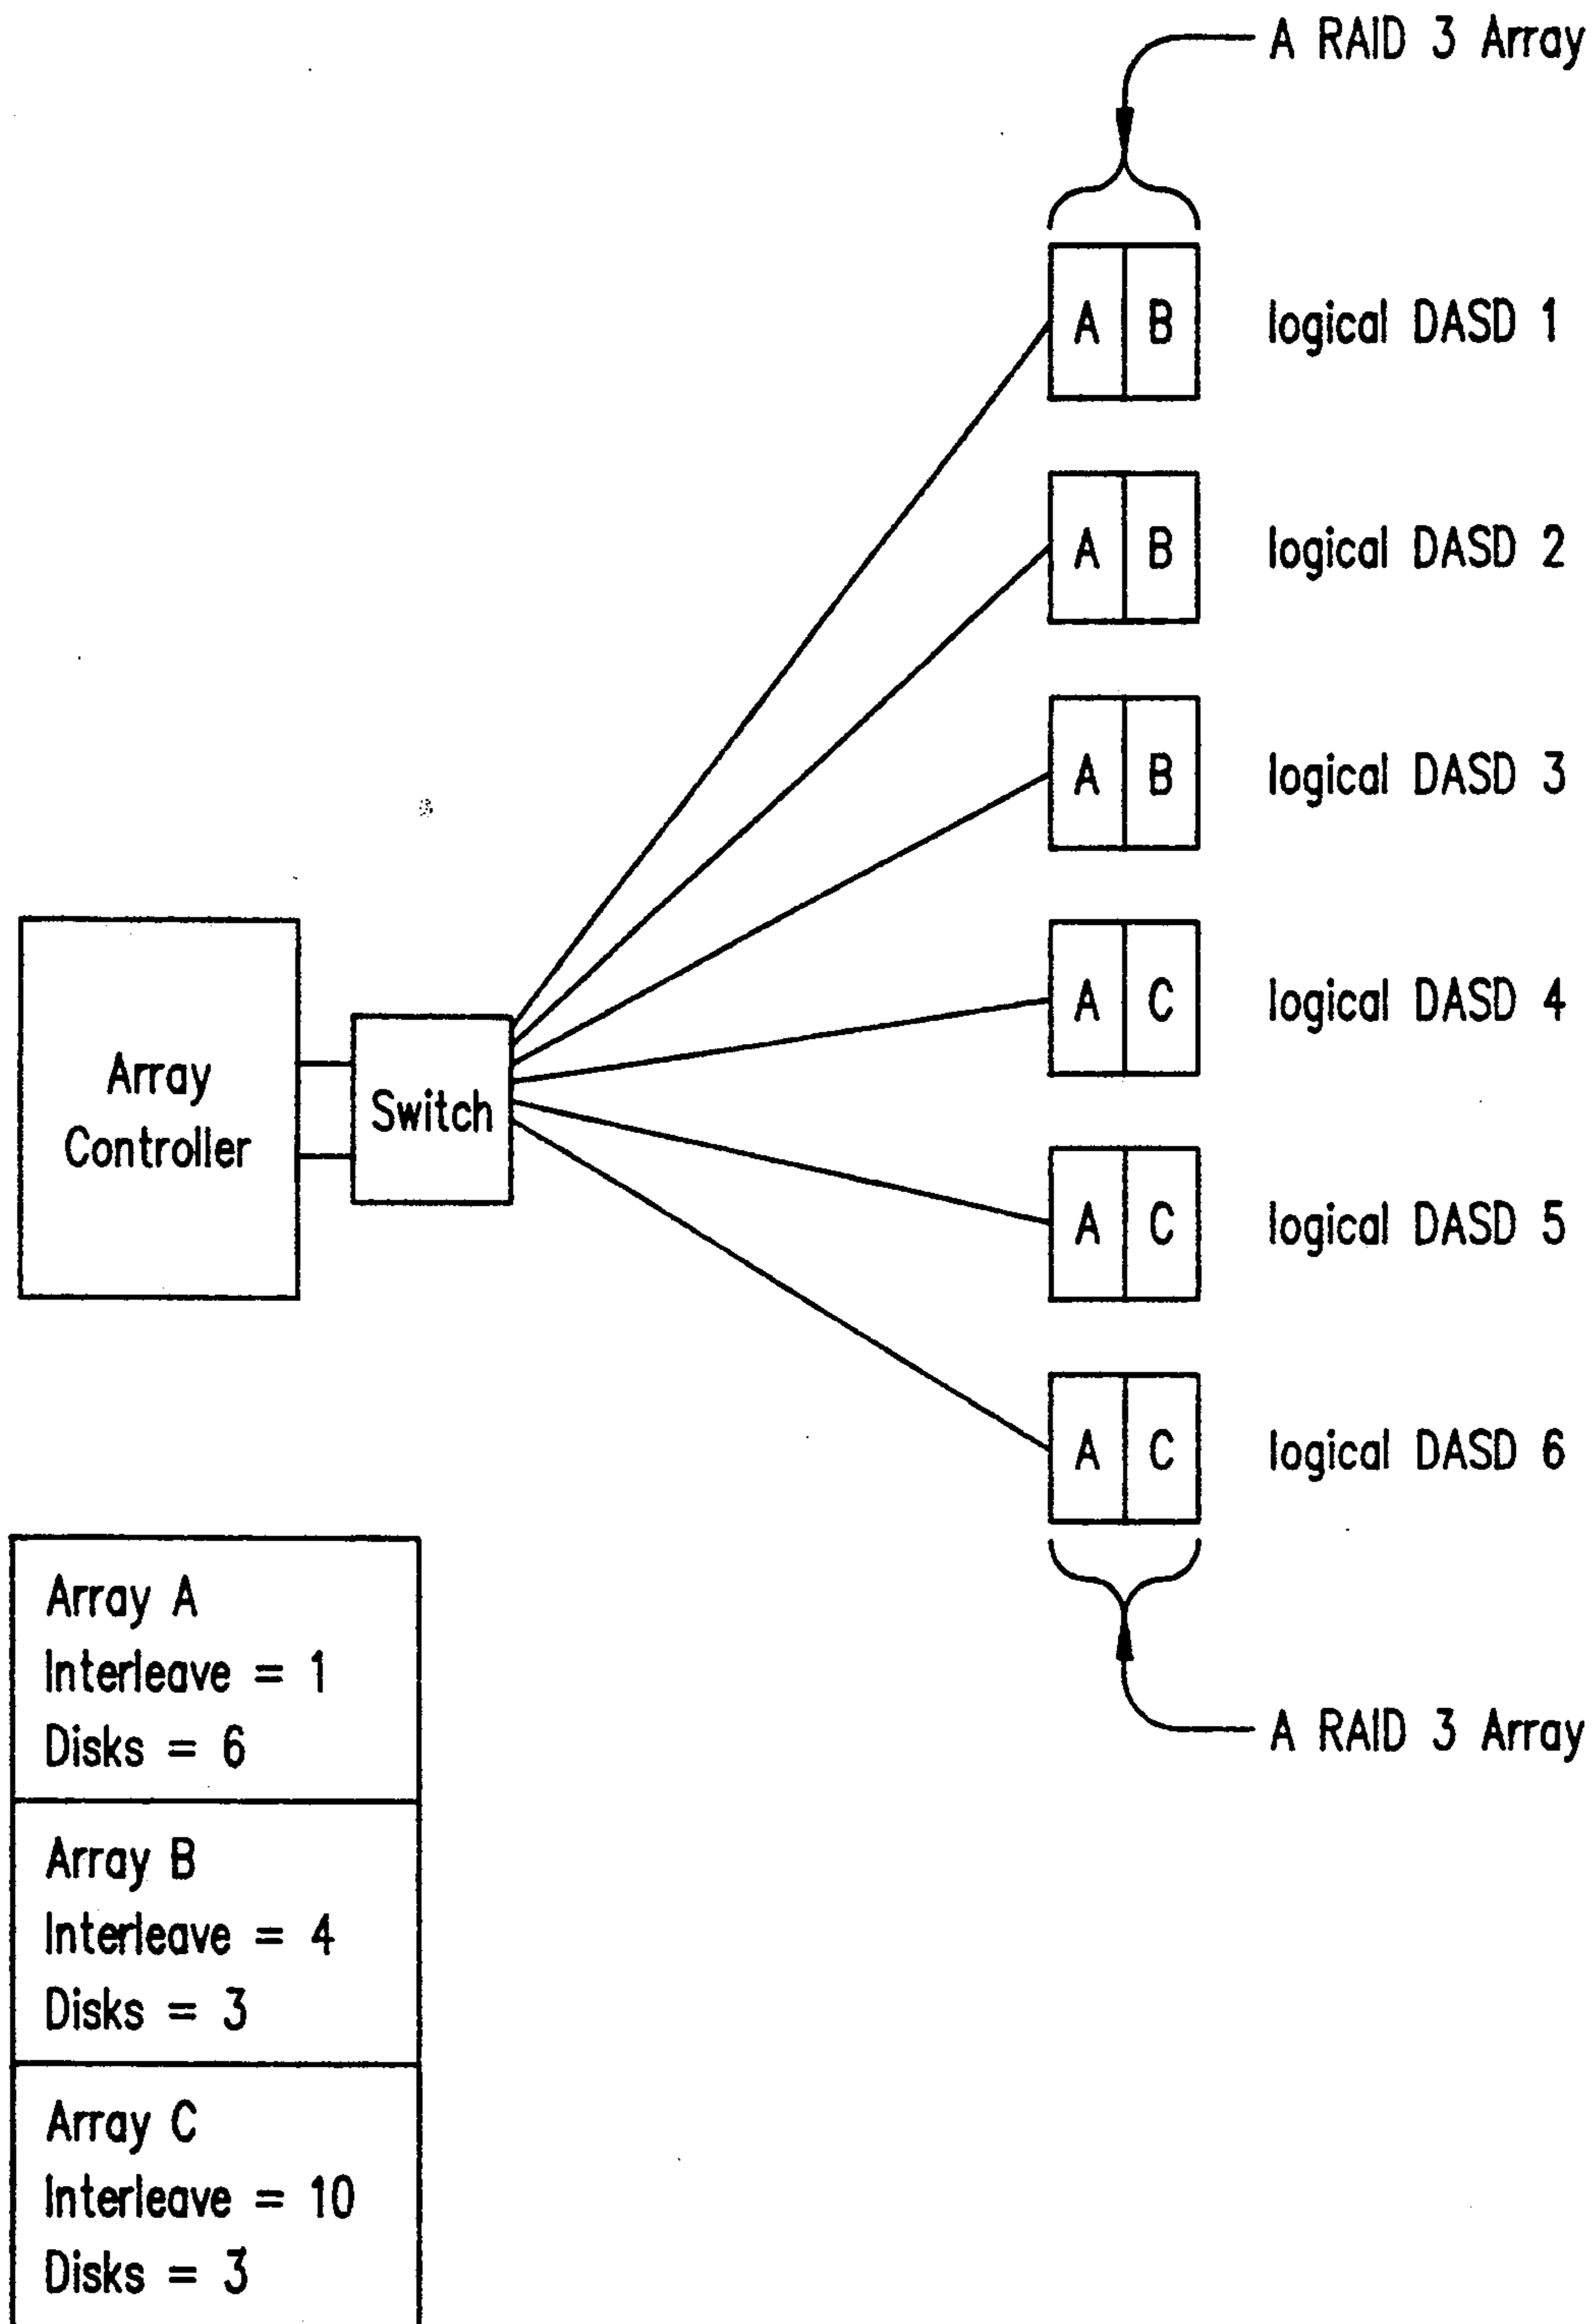 A RAID 3 Array
A B logical DASD 1
A B logical DASD 2
A B logical DASD 3
A C logical DASD 4
Array
Controller
Switch
A C logical DASD 5
A C logical DASD 6
A RAID 3 Array
Array A
Interleave = 1
Disks = 6
Array B
Interleave = 4
Disks = 3
Array C
Interleave = 10
Disks = 3